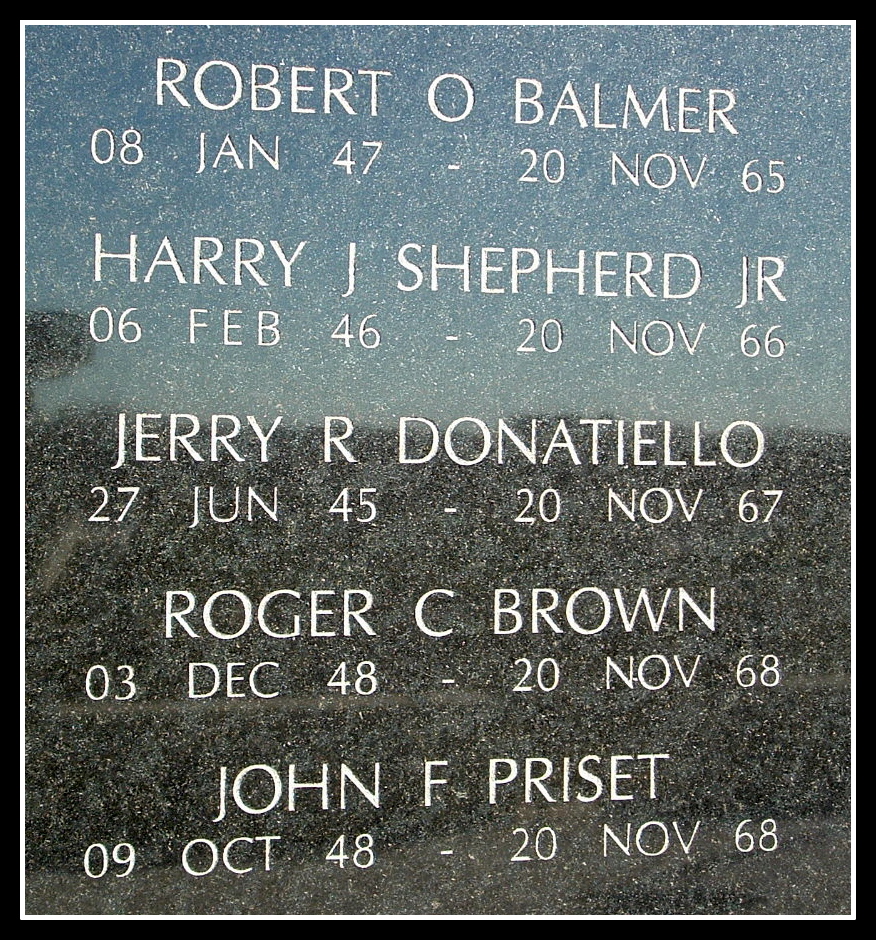 ROBERT O BALMER
08 JAN 47 - 20 NOV 65
HARRY J SHEPHERD JR
06 FEB 46 - 20 NOV 66
JERRY R DONATIELLO
27 JUN 45 - 20 NOV 67
ROGER C BROWN
03 DEC 48 - 20 NOV 68
JOHN F PRISET
09 OCT 48 - 20 NOV 68